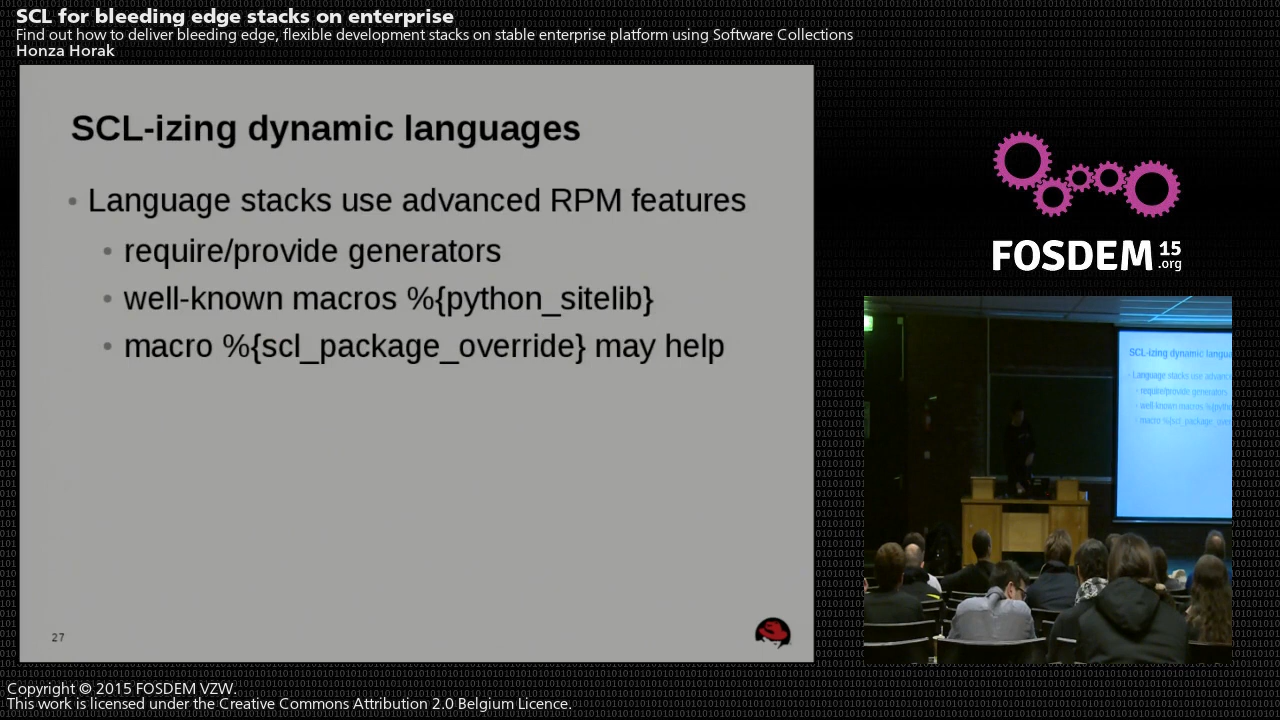 SCL for bleeding edge stacks on enterprise
Find out how to deliver bleeding edge, flexible development stacks on stable enterprise platform using Software Collections
Honza Horak
SCL-izing dynamic languages
• Language stacks use advanced RPM features
• require/provide generators
• well-known macros %{python_sitelib}
• macro %{scl_package_override} may help
27
FOSDEM 15
.org
SCL-izing dynamic langua
Language stacks use advance
require/provide generators
well-known macros %{pytho
macro %{scl_package_over
Copyright © 2015 FOSDEM VZW.
This work is licensed under the Creative Commons Attribution 2.0 Belgium Licence.